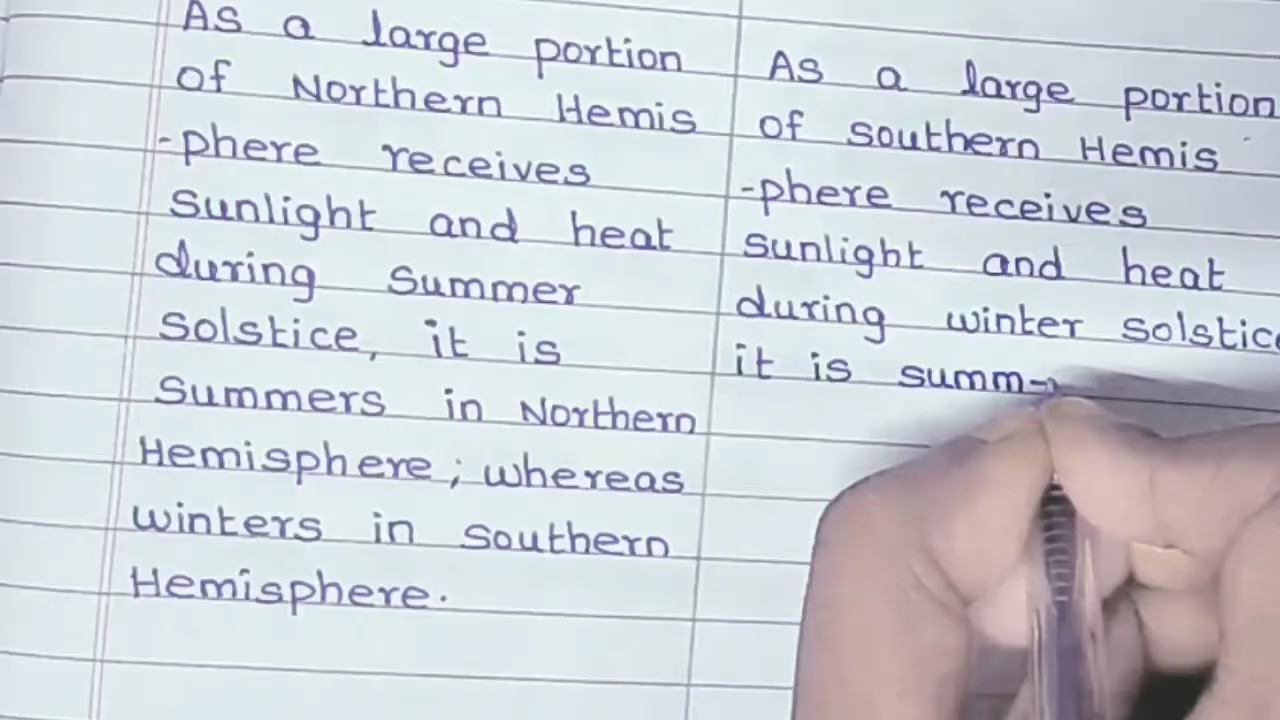 As a large portion
of Northern Hemis
-phere receives
Sunlight and heat
during Summer
Solstice, it is
Summers in Northern
Hemisphere; whereas
winters in southern
Hemisphere.
As a large portion
of southern Hemis
-phere receives
sunlight and heat
during winter solstice
it is summ-